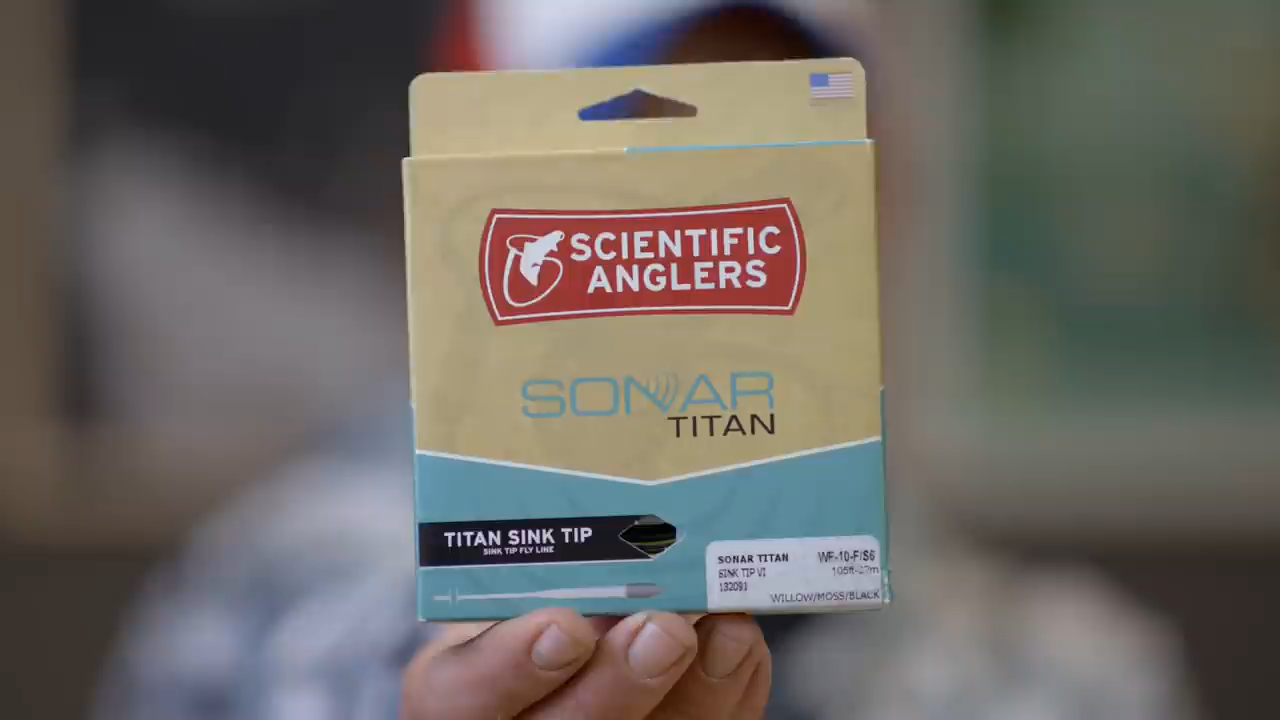 SCIENTIFIC
ANGLERS
SONAR
TITAN
TITAN SINK TIP
SINK TIP FLY LINE
SONAR TITAN WF-10-F/S6
SINK TIP VI 105ft-
132091
WILLOW/MOSS/BLACK